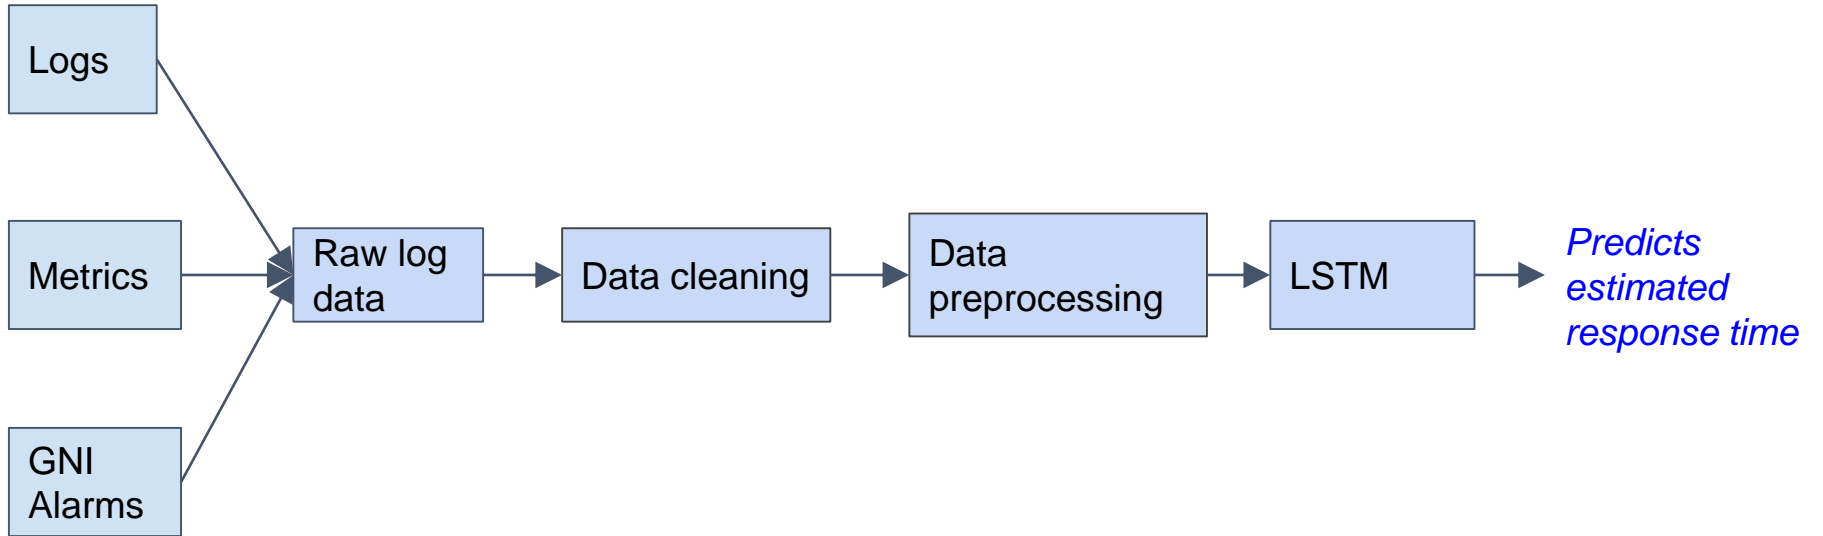 Logs
Metrics
GNI
Alarms
Raw log
data
Data cleaning
Data
preprocessing
LSTM
Predicts
estimated
response time